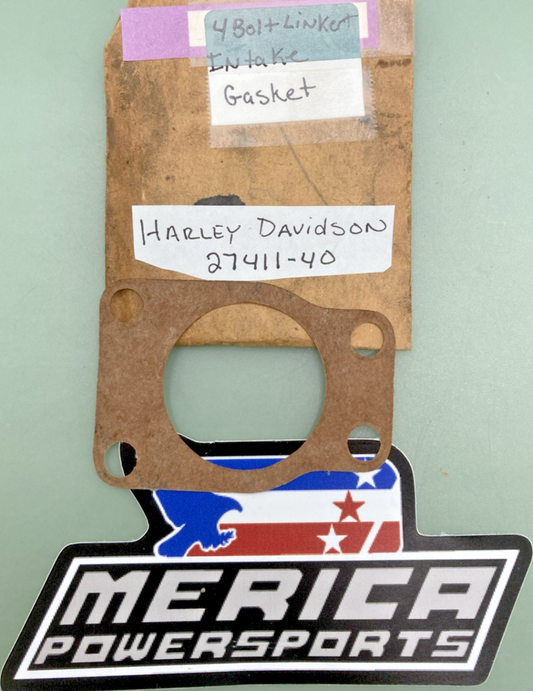 4 Bolt Linkert
Intake
Gasket
HARLEY DAVIDSON
27411-40
MERICA
POWERSPORTS